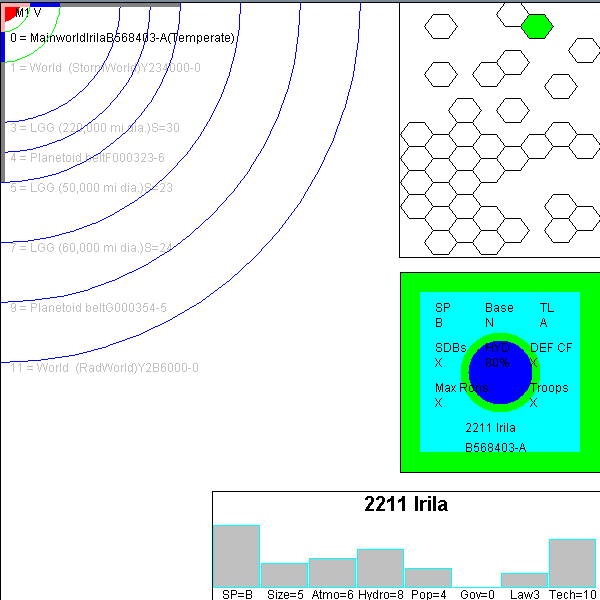 M1 V
0 = MainworldIrilaB568403-A(Temperate)
1 = World (StormWorld)Y234000-0
3 = LGG (220,000 mi dia.)S=30
4 = Planetoid beltF000323-6
5 = LGG (50,000 mi dia.)S=23
7 = LGG (60,000 mi dia.)S=24
9 = Planetoid beltG000354-5
11 = World (RadWorld)Y2B6000-0
SP Base TL
B N A
SDBs HYD DEF CF
X 80% X
Max Rons Troops
X X
2211 Irila
B568403-A
2211 Irila
SP=B Size=5 Atmo=6 Hydro=8 Pop=4 Gov=0 Law3 Tech=10